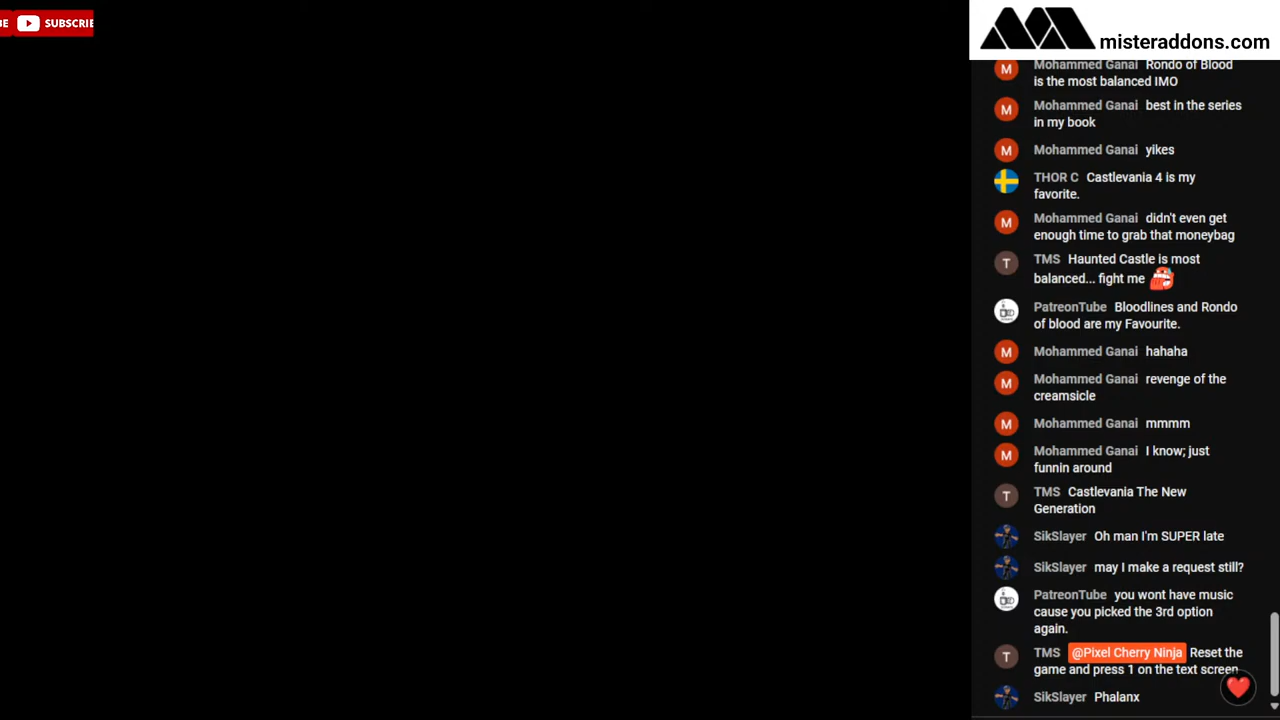 SUBSCRIE
misteraddons.com
Mohammed Ganai Rondo of Blood
is the most balanced IMO
Mohammed Ganai best in the series
in my book
Mohammed Ganai yikes
THOR C Castlevania 4 is my
favorite.
Mohammed Ganai didn't even get
enough time to grab that moneybag
TMS Haunted Castle is most
balanced... fight me
PatreonTube Bloodlines and Rondo
of blood are my Favourite.
Mohammed Ganai hahaha
Mohammed Ganai revenge of the
creamsicle
Mohammed Ganai mmmm
Mohammed Ganai I know; just
funnin around
TMS Castlevania The New
Generation
SikSlayer Oh man I'm SUPER late
SikSlayer may I make a request still?
PatreonTube you wont have music
cause you picked the 3rd option
again.
TMS @Pixel Cherry Ninja Reset the
game and press 1 on the text screen
SikSlayer Phalanx